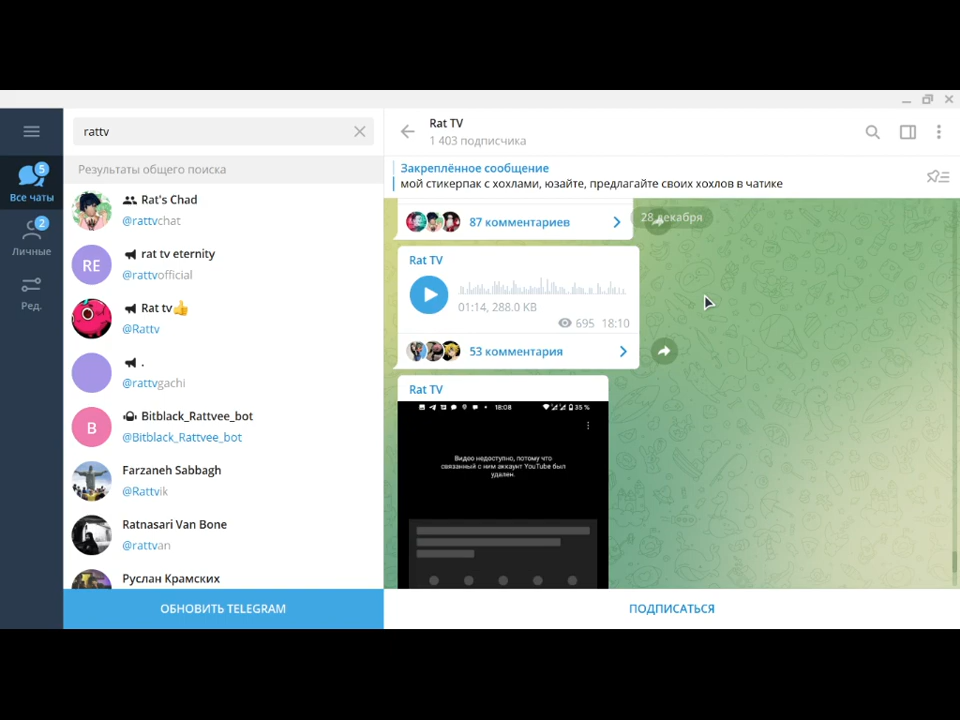 rattv
Результаты общего поиска
5
Все чаты
2
Личные
Ред.
Rat's Chad
@rattvchat
RE
rat tv eternity
@rattvofficial
Rat tv👍
@Rattv
.
@rattvgachi
B
Bitblack_Rattvee_bot
@Bitblack_Rattvee_bot
Farzaneh Sabbagh
@Rattvik
Ratnasari Van Bone
@rattvan
Руслан Крамских
ОБНОВИТЬ TELEGRAM
Rat TV
1 403 подписчика
Закреплённое сообщение
мой стикерпак с хохлами, юзайте, предлагайте своих хохлов в чатике
87 комментариев
28 декабря
Rat TV
01:14, 288.0 KB
695 18:10
53 комментария
Rat TV
18:08
35 %
Видео недоступно, потому что
связанный с ним аккаунт YouTube был
удален.
ПОДПИСАТЬСЯ